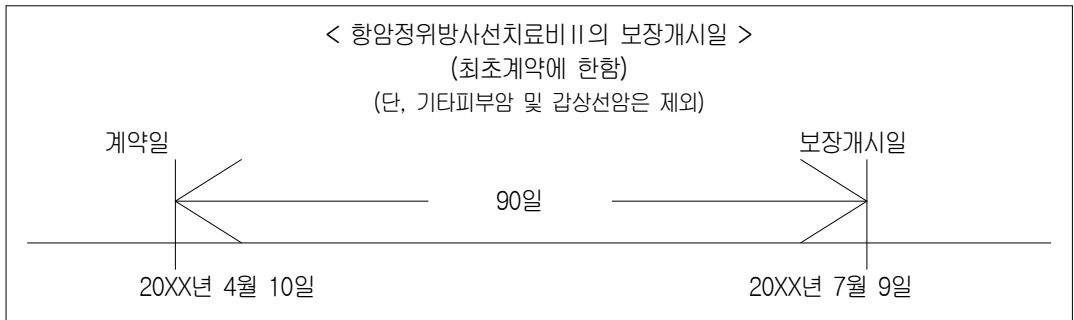 < 항암정위방사선치료비Ⅱ의 보장개시일 >
(최초계약에 한함)
(단, 기타피부암 및 갑상선암은 제외)
계약일 보장개시일
90일
20XX년 4월 10일 20XX년 7월 9일